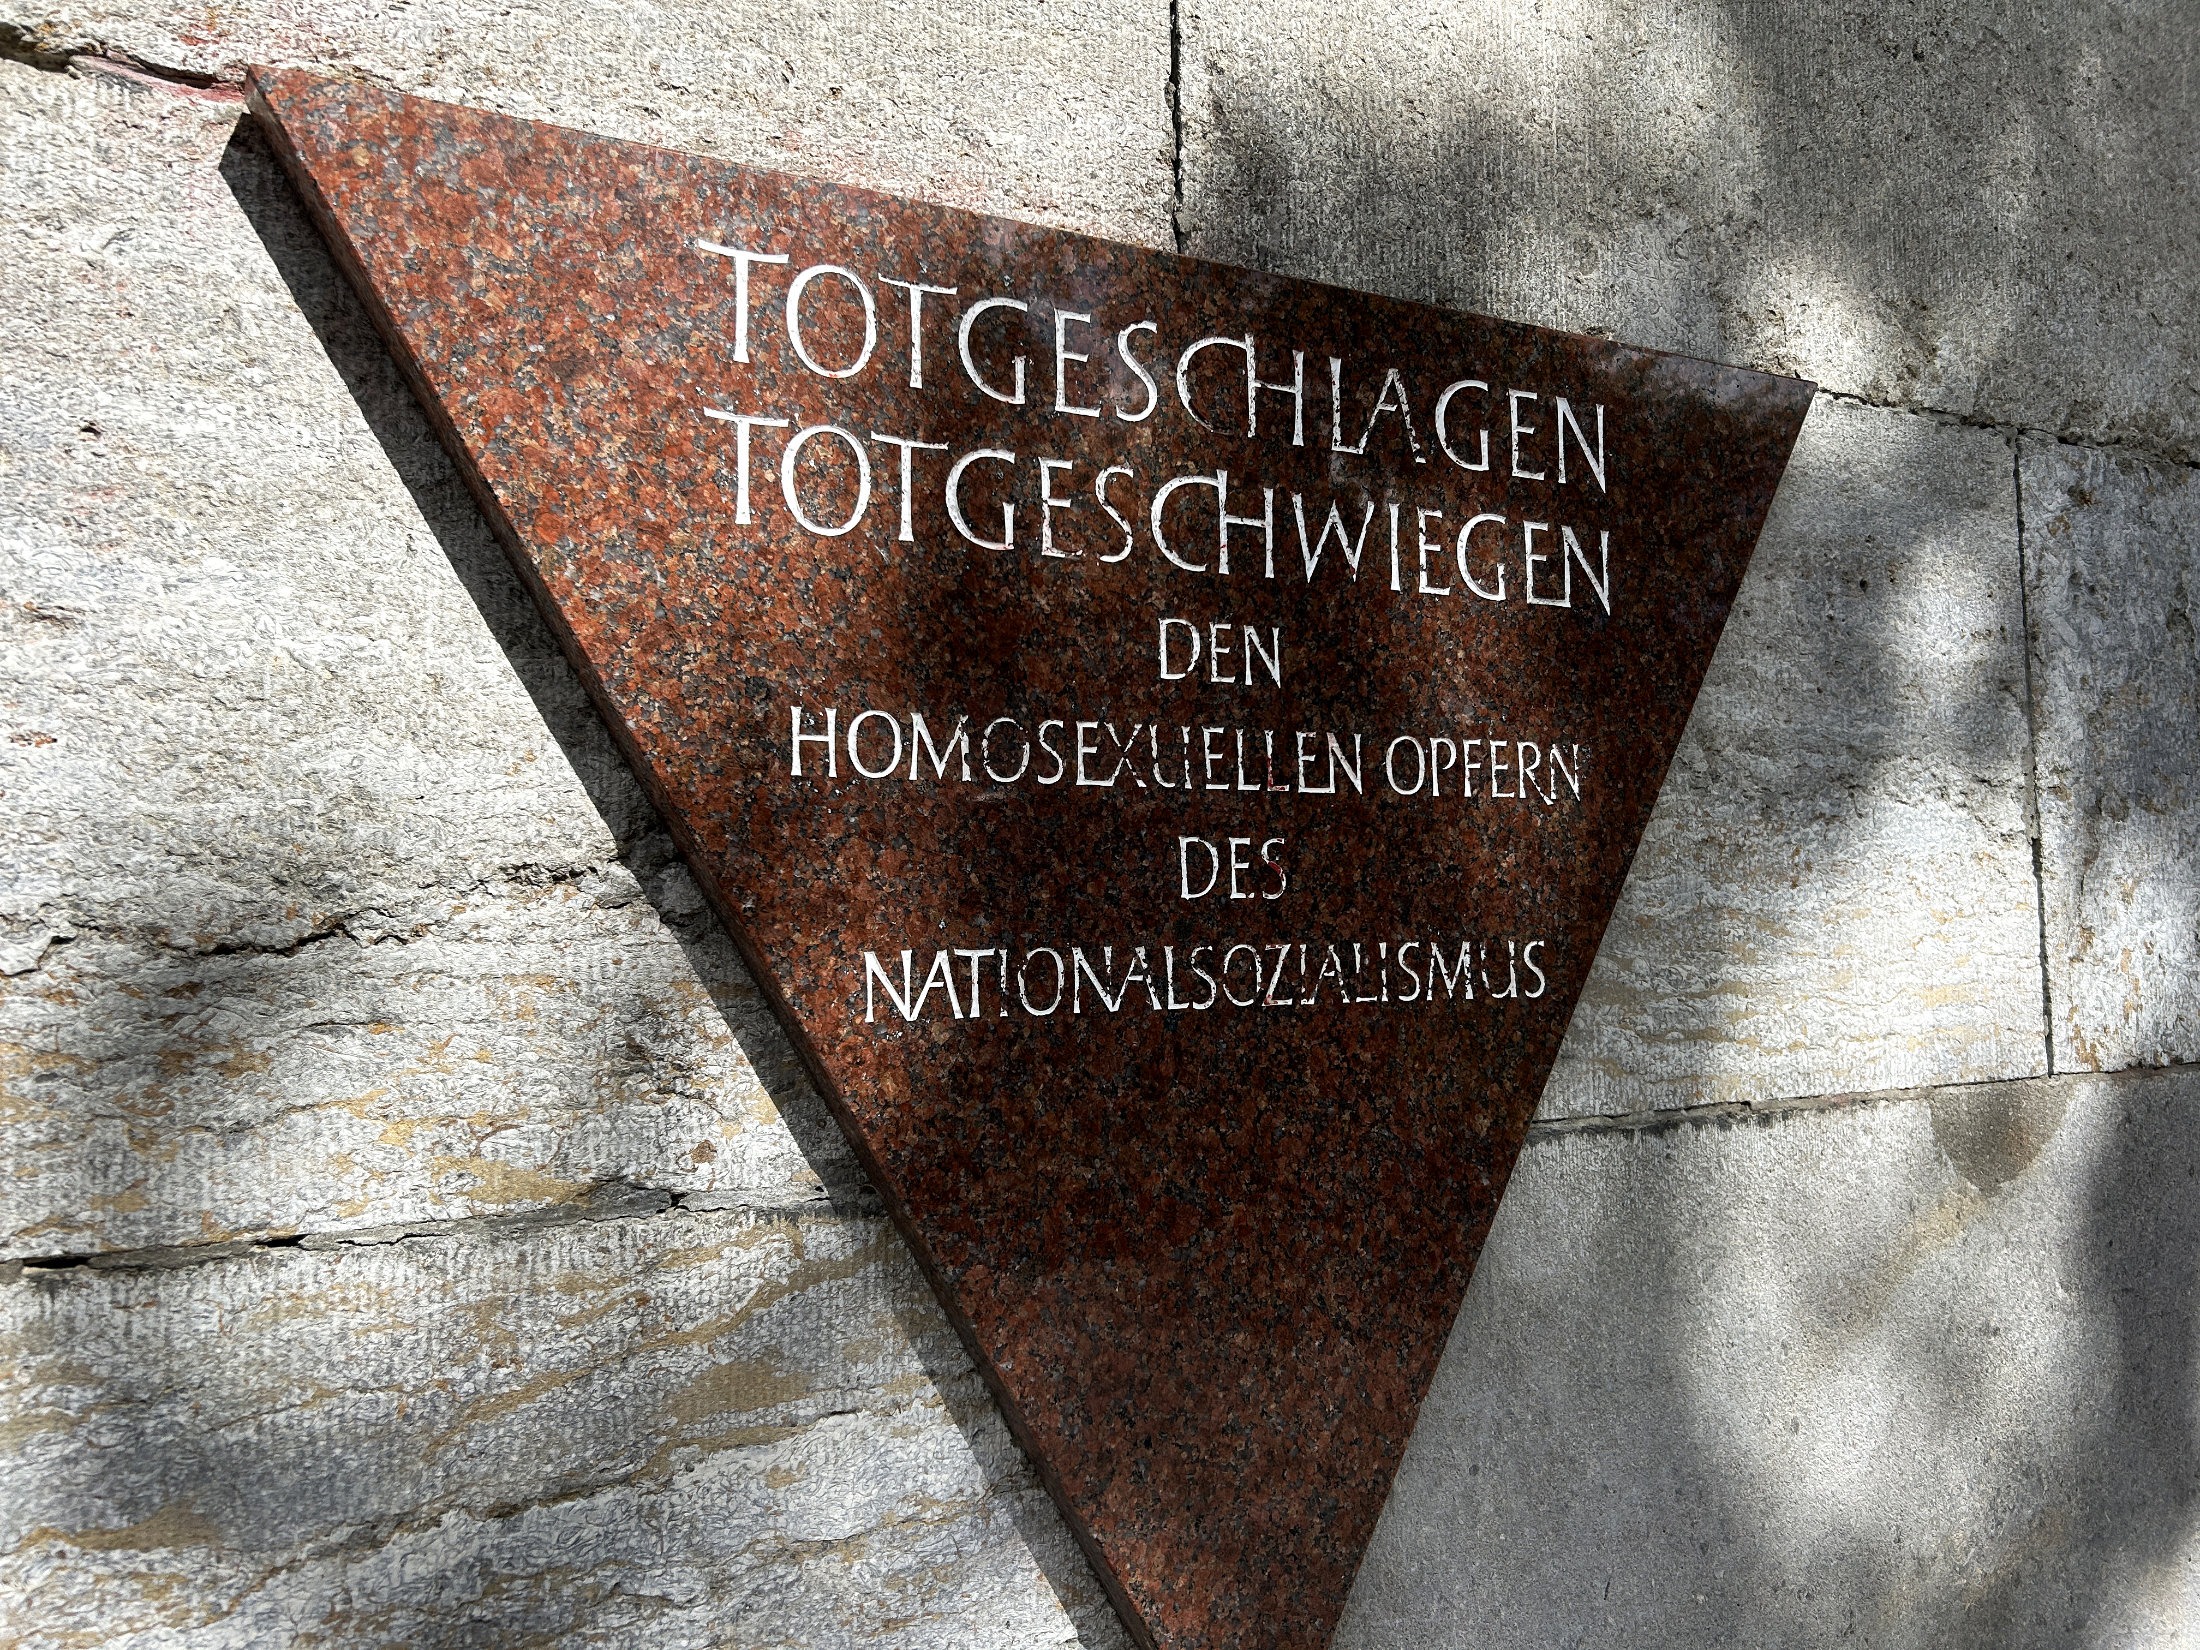 TOTGESCHLAGEN
TOTGESCHWIEGEN
DEN
HOMOSEXUELLEN OPFERN
DES
NATIONALSOZIALISMUS